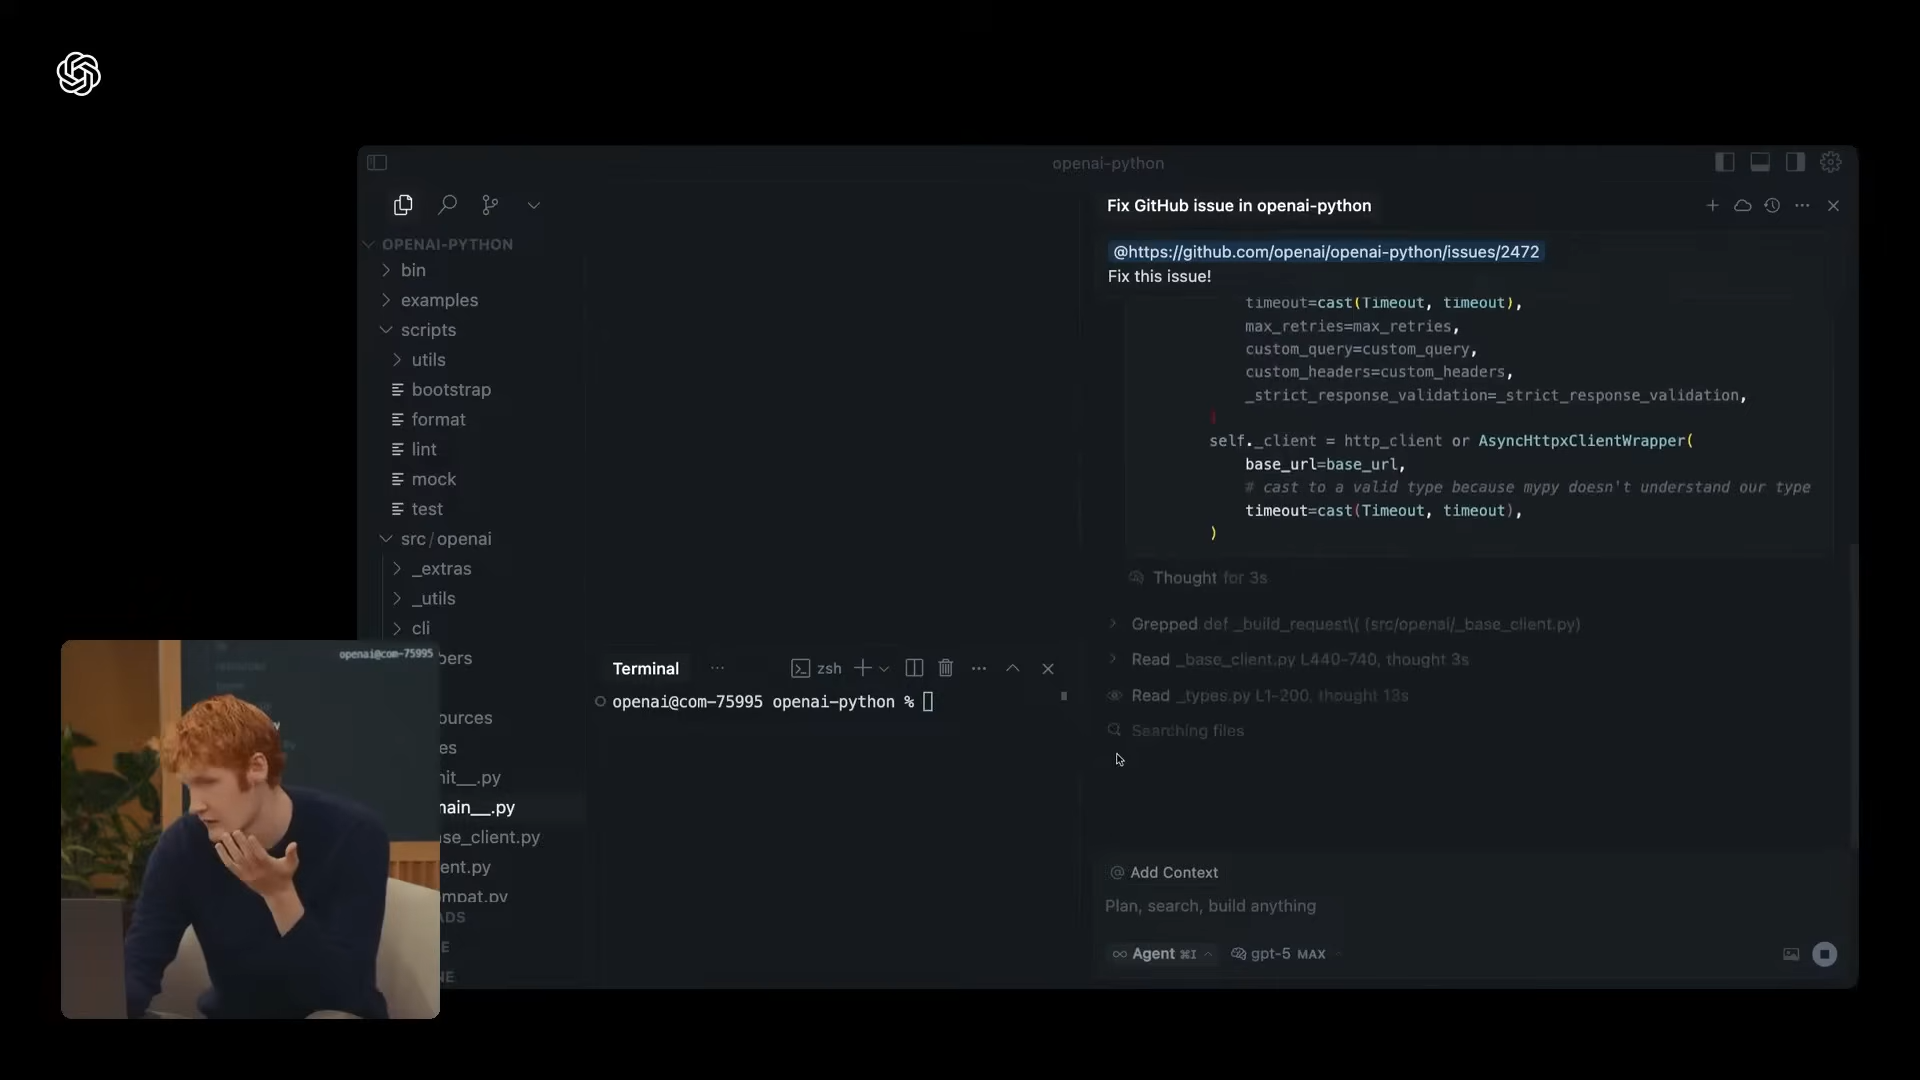 openai-python
OPENAI-PYTHON
bin
examples
scripts
utils
bootstrap
format
lint
mock
test
src/openai
_extras
_utils
cli
bers
ources
es
nit__.py
main__.py
ase_client.py
ent.py
mpat.py
ADS
E
NE
openai@com-75995
Terminal
zsh
openai@com-75995 openai-python %
Fix GitHub issue in openai-python
@https://github.com/openai/openai-python/issues/2472
Fix this issue!
timeout=cast(Timeout, timeout),
max_retries=max_retries,
custom_query=custom_query,
custom_headers=custom_headers,
_strict_response_validation=_strict_response_validation,
)
self._client = http_client or AsyncHttpxClientWrapper(
base_url=base_url,
# cast to a valid type because mypy doesn't understand our type
timeout=cast(Timeout, timeout),
)
Thought for 3s
Grepped def _build_request\( (src/openai/_base_client.py)
Read _base_client.py L440-740, thought 3s
Read _types.py L1-200, thought 13s
Searching files
@ Add Context
Plan, search, build anything
Agent ⌘I
gpt-5 MAX